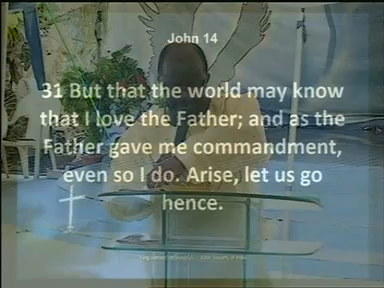 John 14
31 But that the world may know
that I love the Father; and as the
Father gave me commandment,
even so I do. Arise, let us go
hence.